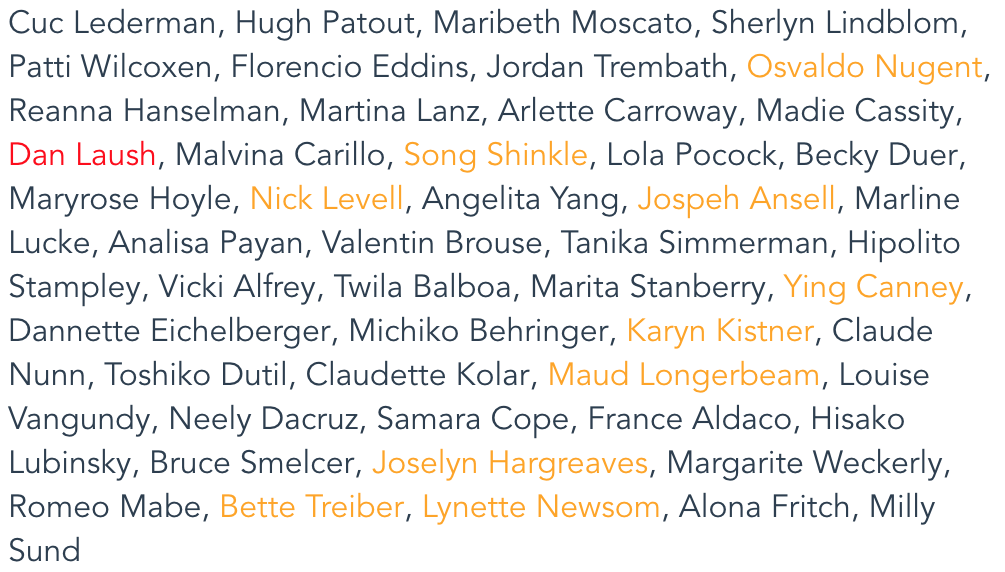 Cuc Lederman, Hugh Patout, Maribeth Moscato, Sherlyn Lindblom,
Patti Wilcoxen, Florencio Eddins, Jordan Trembath, Osvaldo Nugent,
Reanna Hanselman, Martina Lanz, Arlette Carroway, Madie Cassity,
Dan Laush, Malvina Carillo, Song Shinkle, Lola Pocock, Becky Duer,
Maryrose Hoyle, Nick Levell, Angelita Yang, Jospeh Ansell, Marline
Lucke, Analisa Payan, Valentin Brouse, Tanika Simmerman, Hipolito
Stampley, Vicki Alfrey, Twila Balboa, Marita Stanberry, Ying Canney,
Dannette Eichelberger, Michiko Behringer, Karyn Kistner, Claude
Nunn, Toshiko Dutil, Claudette Kolar, Maud Longerbeam, Louise
Vangundy, Neely Dacruz, Samara Cope, France Aldaco, Hisako
Lubinsky, Bruce Smelcer, Joselyn Hargreaves, Margarite Weckerly,
Romeo Mabe, Bette Treiber, Lynette Newsom, Alona Fritch, Milly
Sund